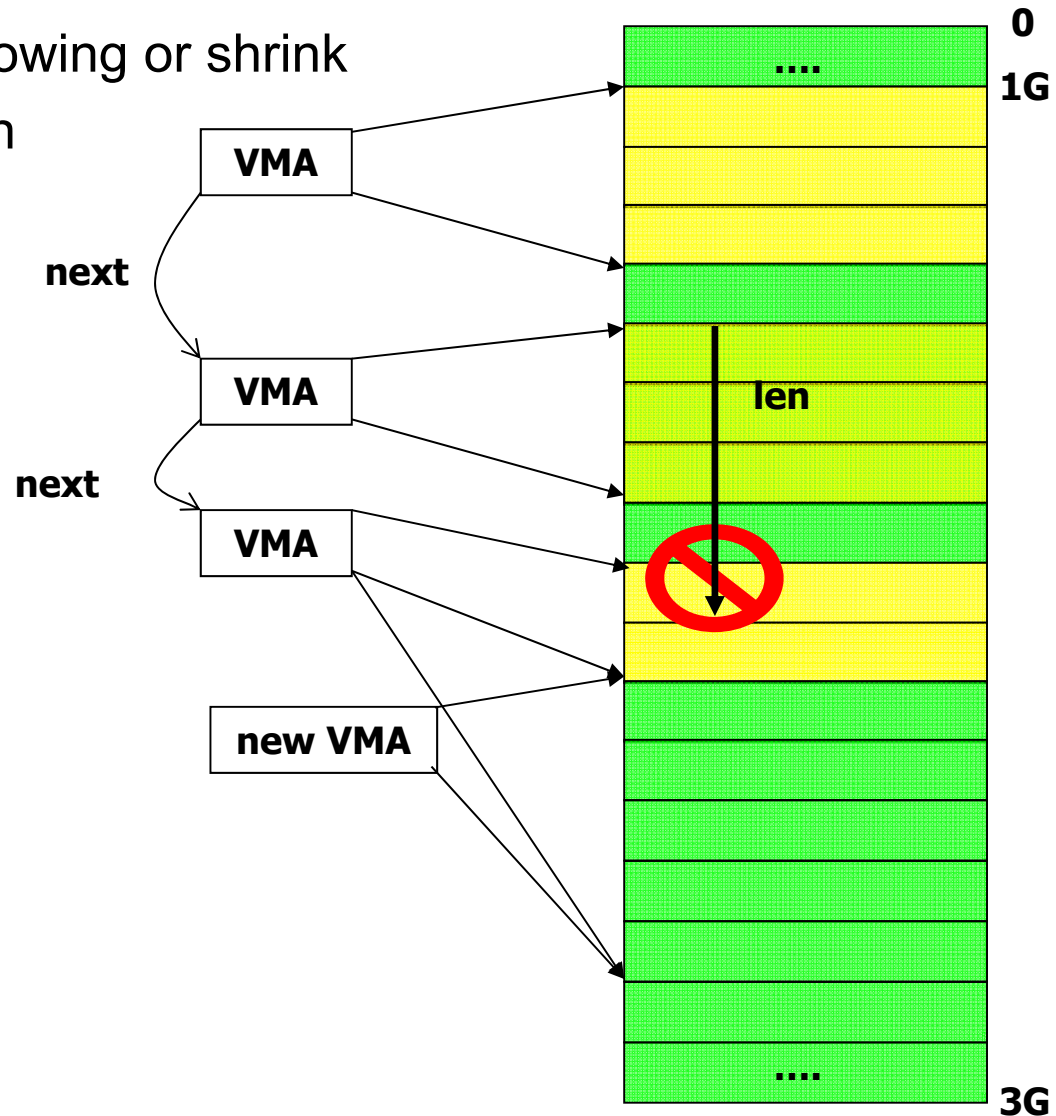 owing or shrink
n
0
....
1G
VMA
next
VMA
len
next
VMA
new VMA
....
3G